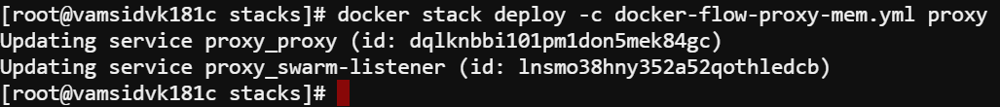 [root@vamsidvk181c stacks]# docker stack deploy -c docker-flow-proxy-mem.yml proxy
Updating service proxy_proxy (id: dqlknbbi101pm1don5mek84gc)
Updating service proxy_swarm-listener (id: lnsmo38hny352a52qothledcb)
[root@vamsidvk181c stacks]#